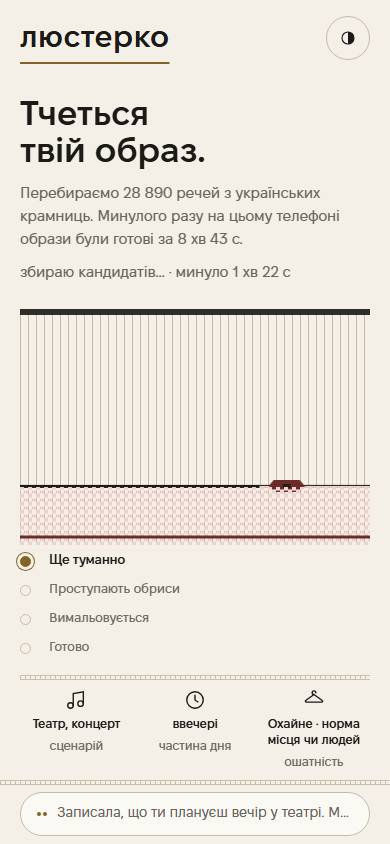 люстерко
Тчеться
твій образ.
Перебираємо 28 890 речей з українських
крамниць. Минулого разу на цьому телефоні
образи були готові за 8 хв 43 с.
збираю кандидатів... · минуло 1 хв 22 с
Ще туманно
Проступають обриси
Вимальовується
Готово
Театр, концерт
сценарій
ввечері
частина дня
Охайне · норма
місця чи людей
ошатність
Записала, що ти плануєш вечір у театрі. М...